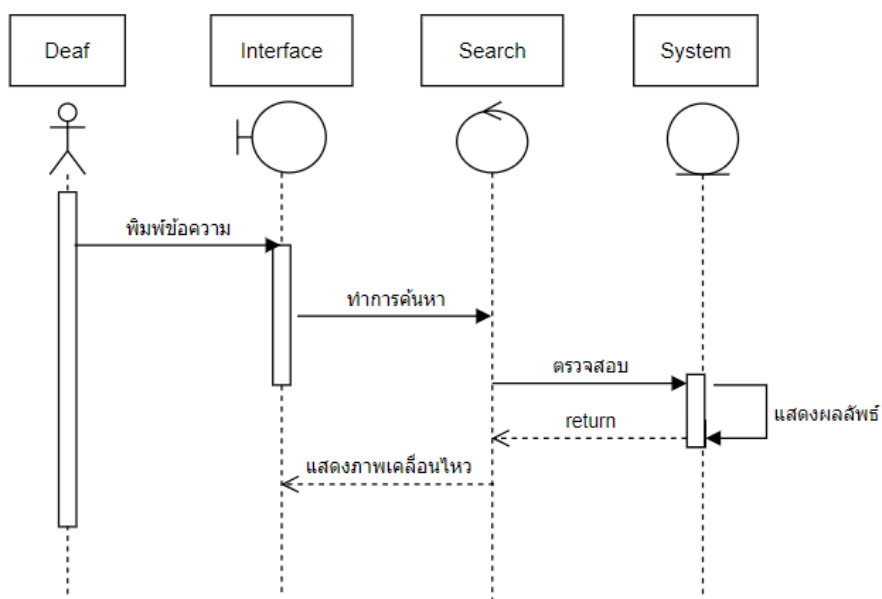 Deaf
Interface
Search
System
พิมพ์ข้อความ
ทำการค้นหา
ตรวจสอบ
แสดงผลลัพธ์
return
แสดงภาพเคลื่อนไหว